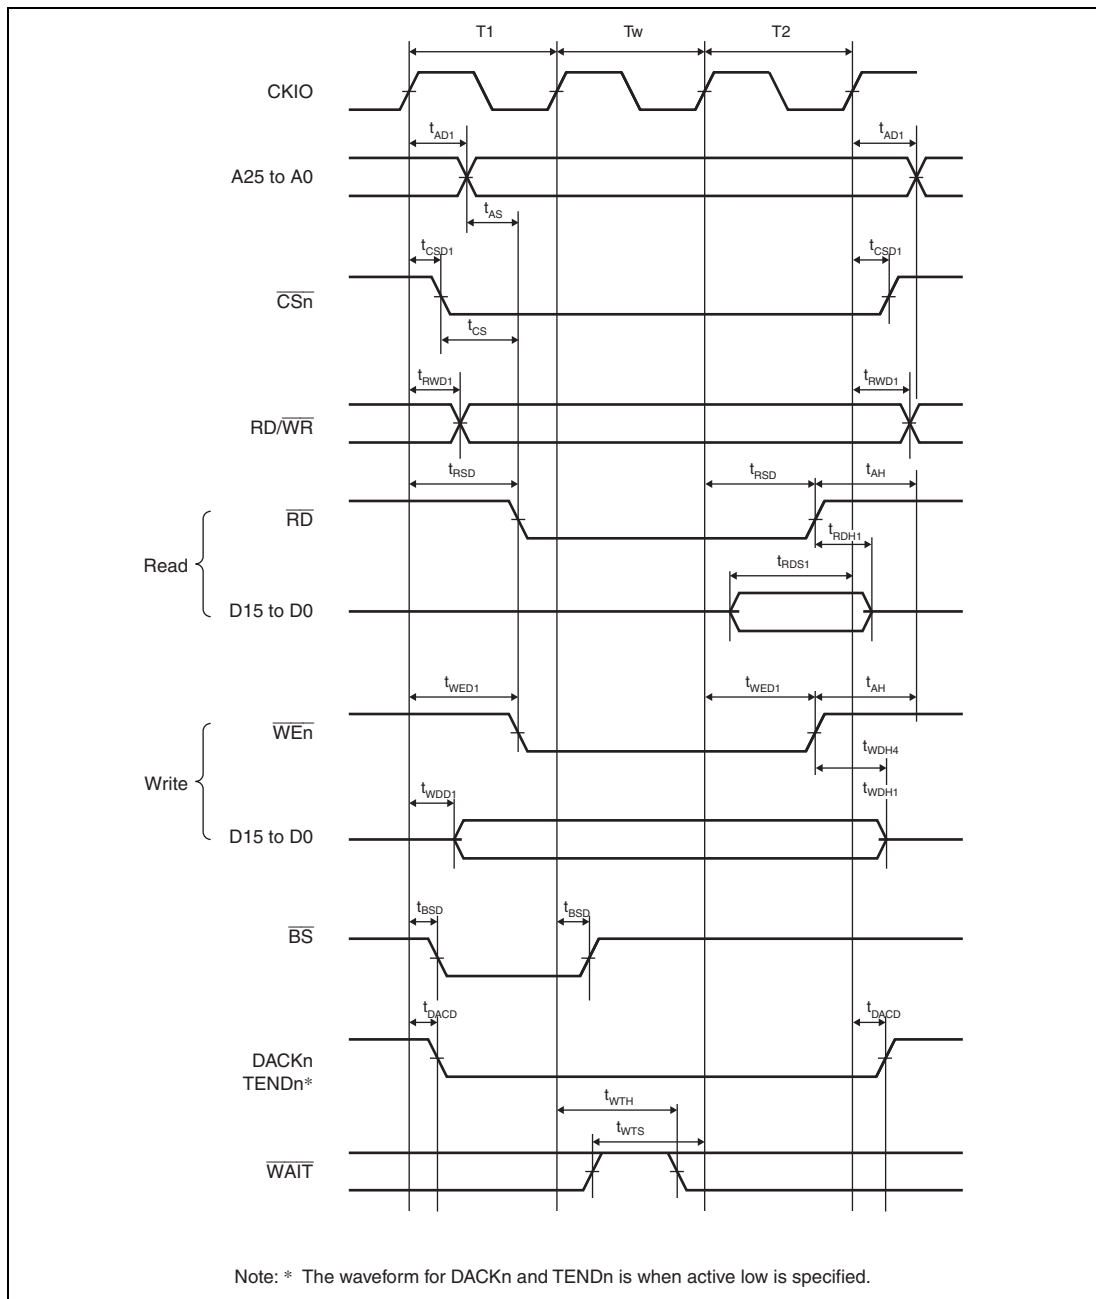 T1 Tw T2
CKIO
tAD1 tAD1
A25 to A0
tAS
tCSD1 tCSD1
CSn
tCS
tRWD1 tRWD1
RD/WR
tRSD tRSD tAH
RD
tRDH1
Read
tRDS1
D15 to D0
tWED1 tWED1 tAH
WEn
tWDH4
Write
tWDD1 tWDH1
D15 to D0
tBSD tBSD
BS
tDACD tDACD
DACKn
TENDn*
tWTH
tWTS
WAIT
Note: * The waveform for DACKn and TENDn is when active low is specified.